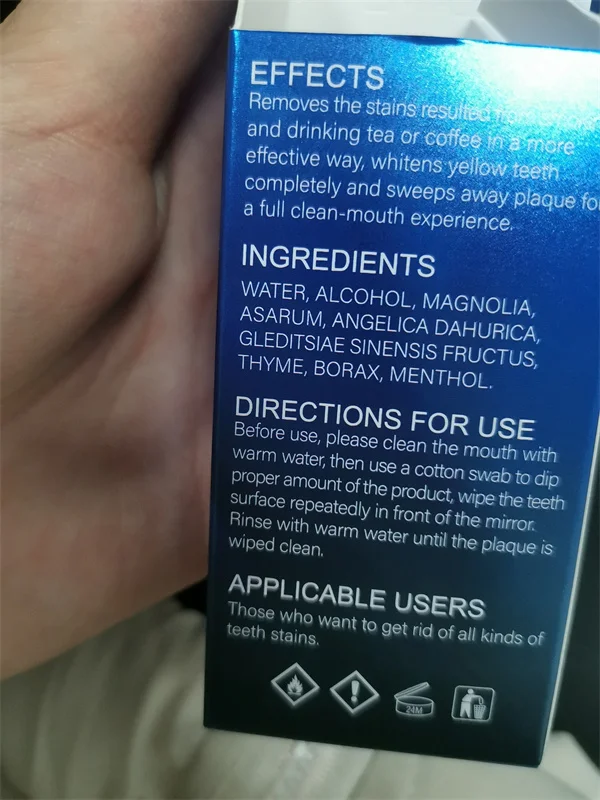 EFFECTS
Removes the stains resulted
and drinking tea or coffee in a more
effective way, whitens yellow teeth
completely and sweeps away plaque for
a full clean-mouth experience.
INGREDIENTS
WATER, ALCOHOL, MAGNOLIA,
ASARUM, ANGELICA DAHURICA,
GLEDITSIAE SINENSIS FRUCTUS,
THYME, BORAX, MENTHOL.
DIRECTIONS FOR USE
Before use, please clean the mouth with
warm water, then use a cotton swab to dip
proper amount of the product, wipe the teeth
surface repeatedly in front of the mirror.
Rinse with warm water until the plaque is
wiped clean.
APPLICABLE USERS
Those who want to get rid of all kinds of
teeth stains.
24M